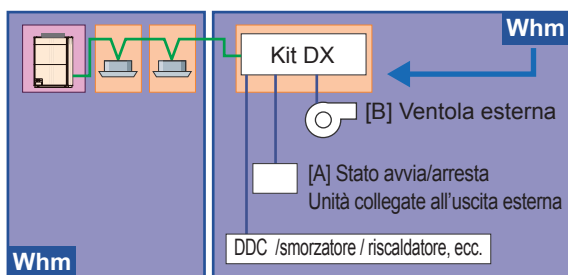 Whm
Kit DX
[B] Ventola esterna
[A] Stato avvia/arresta
Unità collegate all'uscita esterna
DDC /smorzatore / riscaldatore, ecc.
Whm